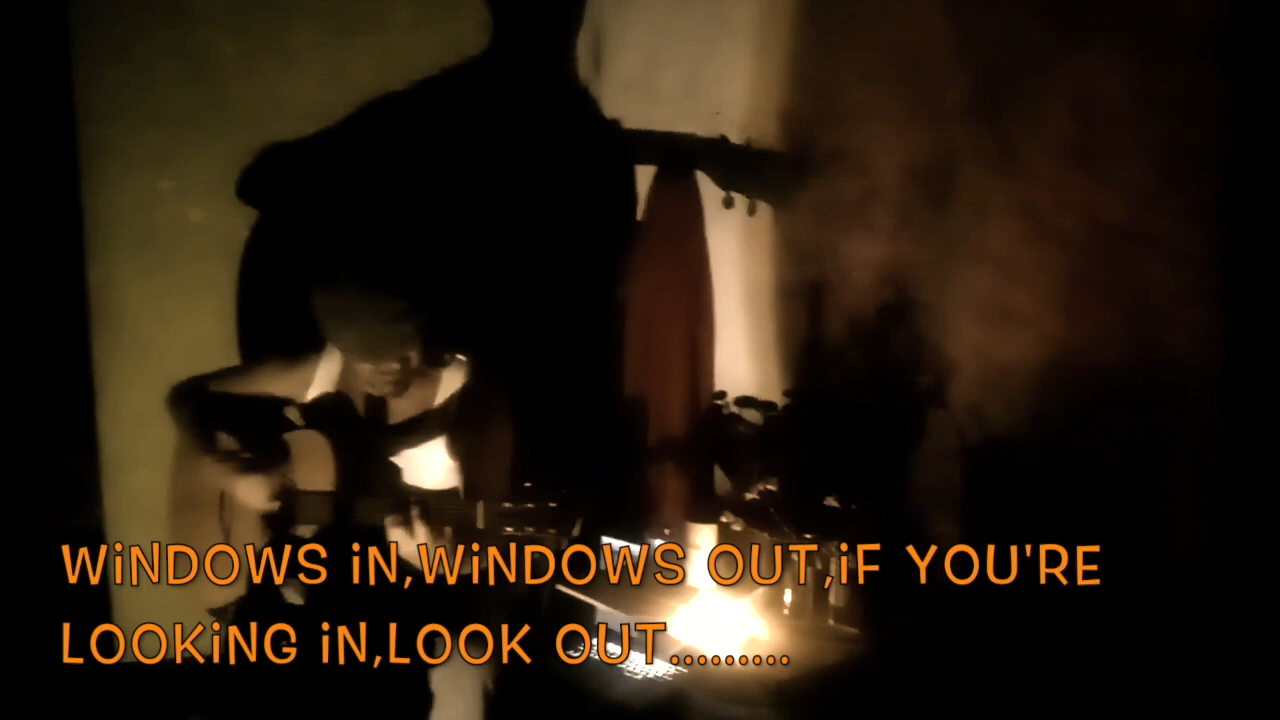 WiNDOWS iN,WiNDOWS OUT,iF YOU'RE
LOOKiNG iN,LOOK OUT.........